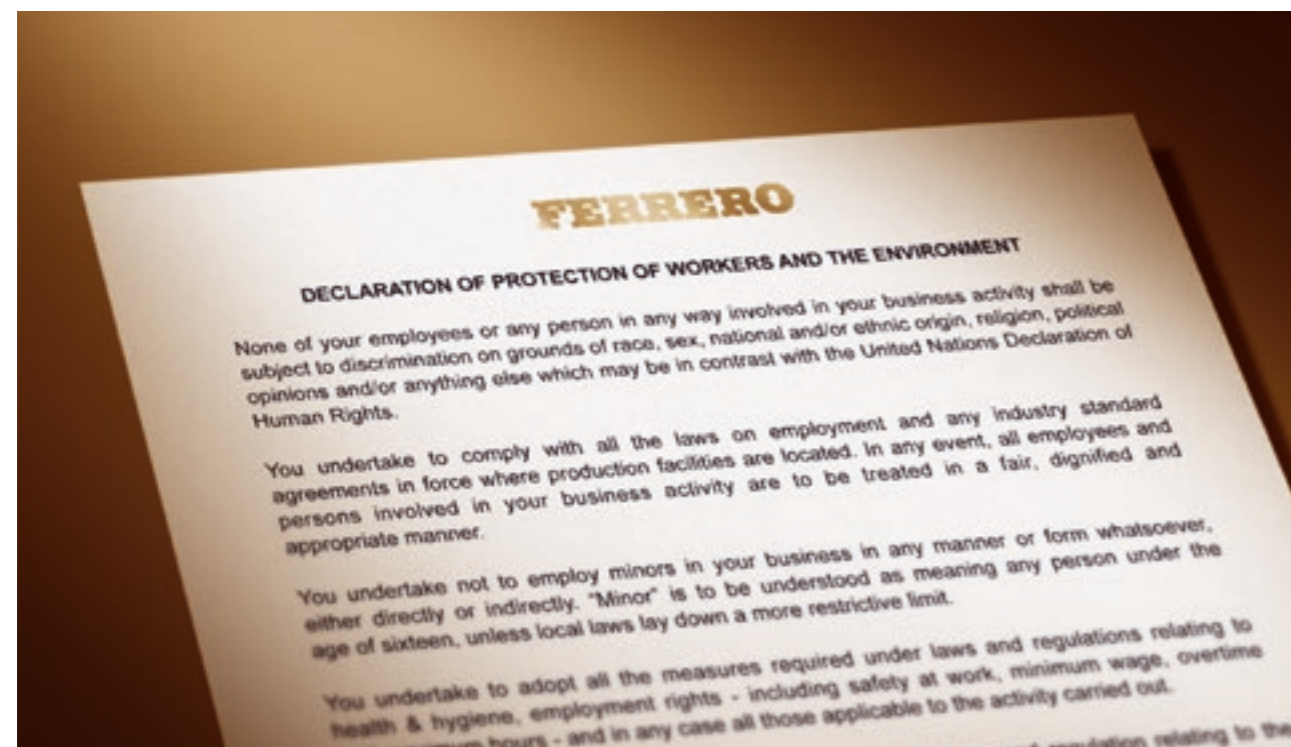 FERRERO
DECLARATION OF PROTECTION OF WORKERS AND THE ENVIRONMENT
None of your employees or any person in any way involved in your business activity shall be
subject to discrimination on grounds of race, sex, national and/or ethnic origin, religion, political
opinions and/or anything else which may be in contrast with the United Nations Declaration of
Human Rights.
You undertake to comply with all the laws on employment and any industry standard
agreements in force where production facilities are located. In any event, all employees and
persons involved in your business activity are to be treated in a fair, dignified and
appropriate manner.
You undertake not to employ minors in your business in any manner or form whatsoever,
either directly or indirectly. "Minor" is to be understood as meaning any person under the
age of sixteen, unless local laws lay down a more restrictive limit.
You undertake to adopt all the measures required under laws and regulations relating to
health & hygiene, employment rights - including safety at work, minimum wage, overtime
hours - and in any case all those applicable to the activity carried out.
relating to the